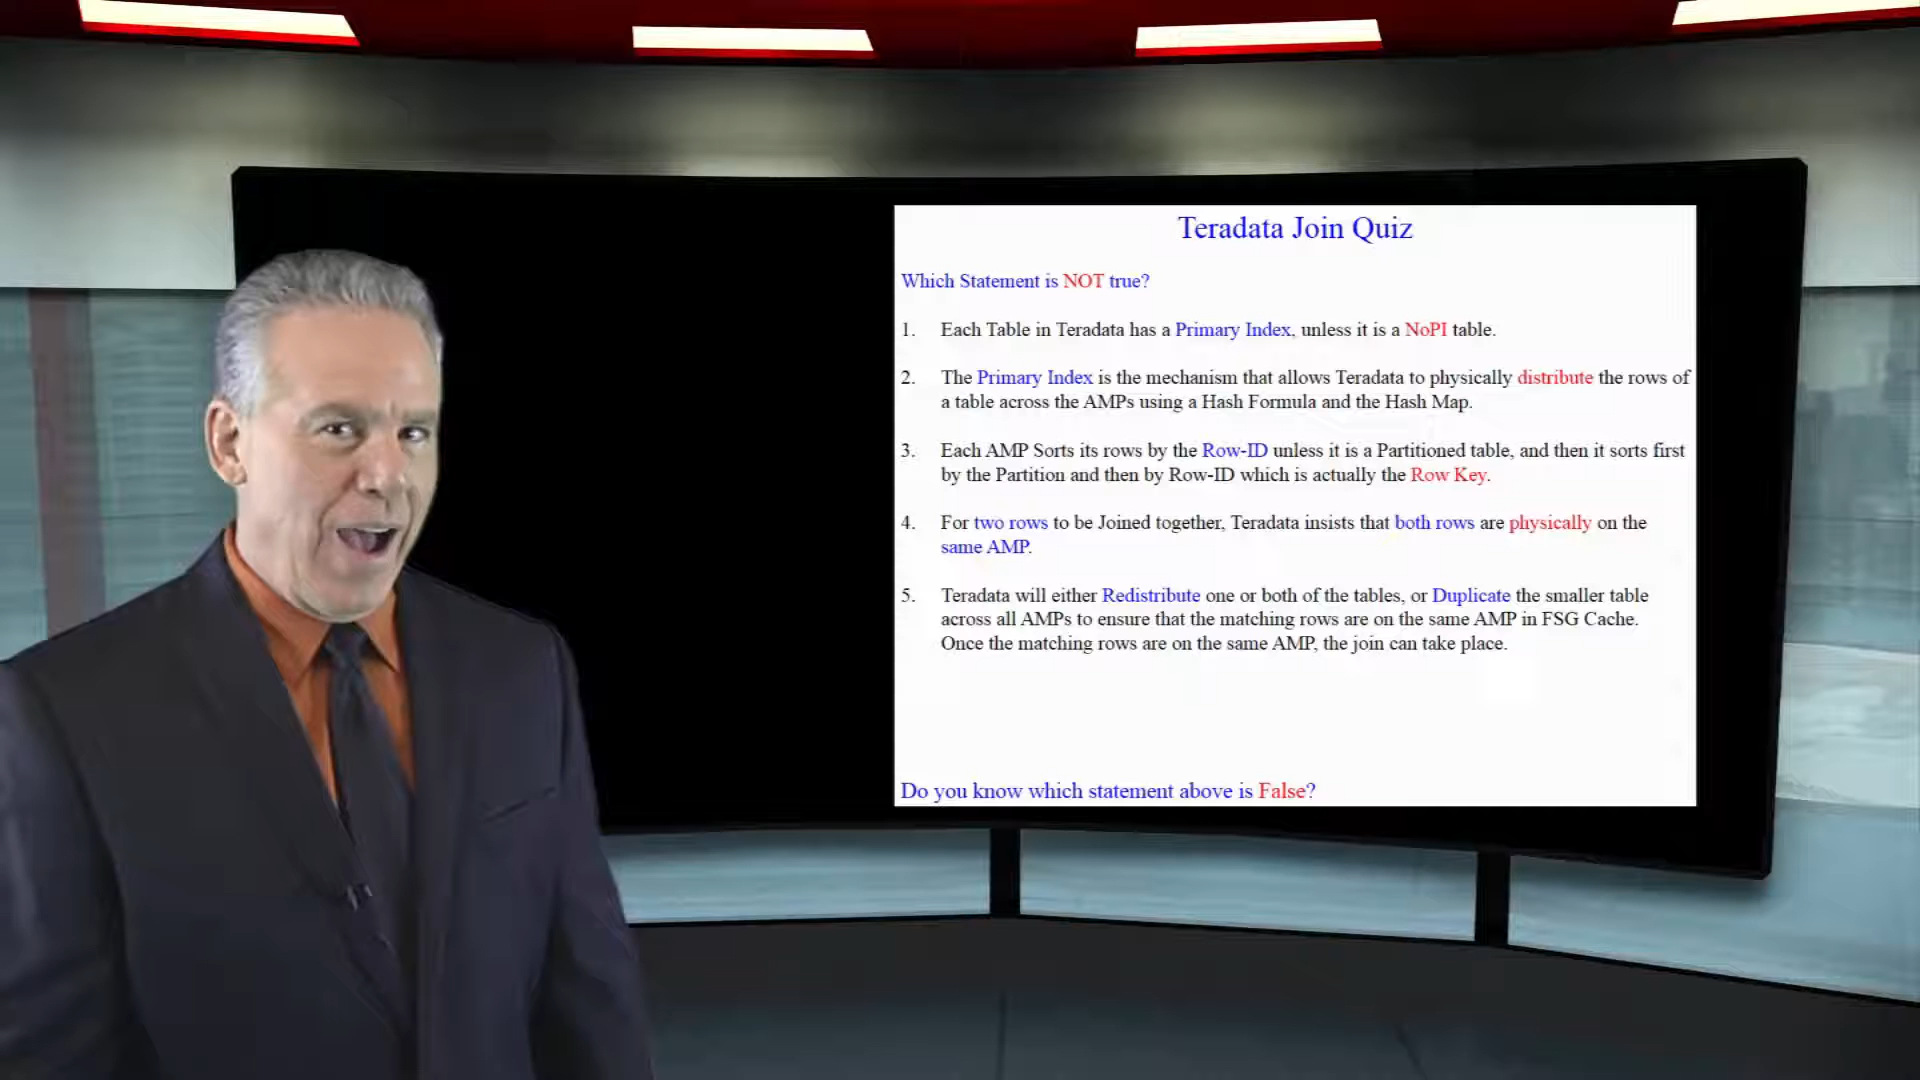 Teradata Join Quiz
Which Statement is NOT true?
1. Each Table in Teradata has a Primary Index, unless it is a NoPI table.
2. The Primary Index is the mechanism that allows Teradata to physically distribute the rows of
a table across the AMPs using a Hash Formula and the Hash Map.
3. Each AMP Sorts its rows by the Row-ID unless it is a Partitioned table, and then it sorts first
by the Partition and then by Row-ID which is actually the Row Key.
4. For two rows to be Joined together, Teradata insists that both rows are physically on the
same AMP.
5. Teradata will either Redistribute one or both of the tables, or Duplicate the smaller table
across all AMPs to ensure that the matching rows are on the same AMP in FSG Cache.
Once the matching rows are on the same AMP, the join can take place.
Do you know which statement above is False?